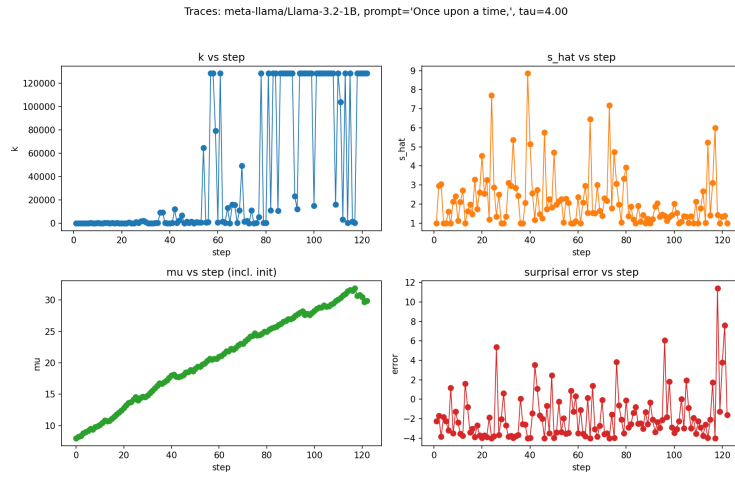 Traces: meta-llama/Llama-3.2-1B, prompt='Once upon a time,', tau=4.00
k vs step
120000
100000
80000
60000
40000
20000
0
k
0 20 40 60 80 100 120
step
s_hat vs step
9
8
7
6
5
4
3
2
1
s_hat
0 20 40 60 80 100 120
step
mu vs step (incl. init)
30
25
20
15
10
mu
0 20 40 60 80 100 120
step
surprisal error vs step
12
10
8
6
4
2
0
−2
−4
error
0 20 40 60 80 100 120
step